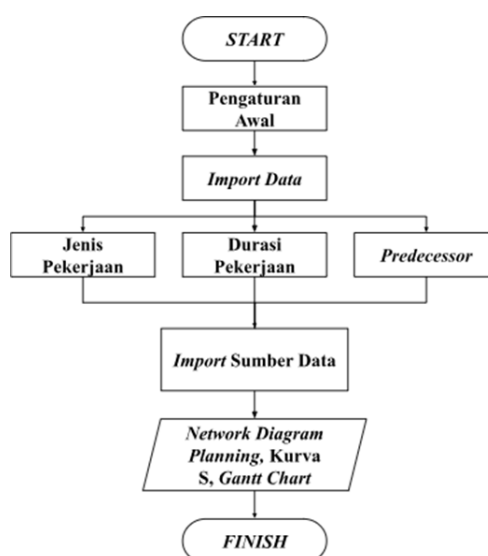 START
Pengaturan
Awal
Import Data
Jenis
Pekerjaan
Durasi
Pekerjaan
Predecessor
Import Sumber Data
Network Diagram
Planning, Kurva
S, Gantt Chart
FINISH